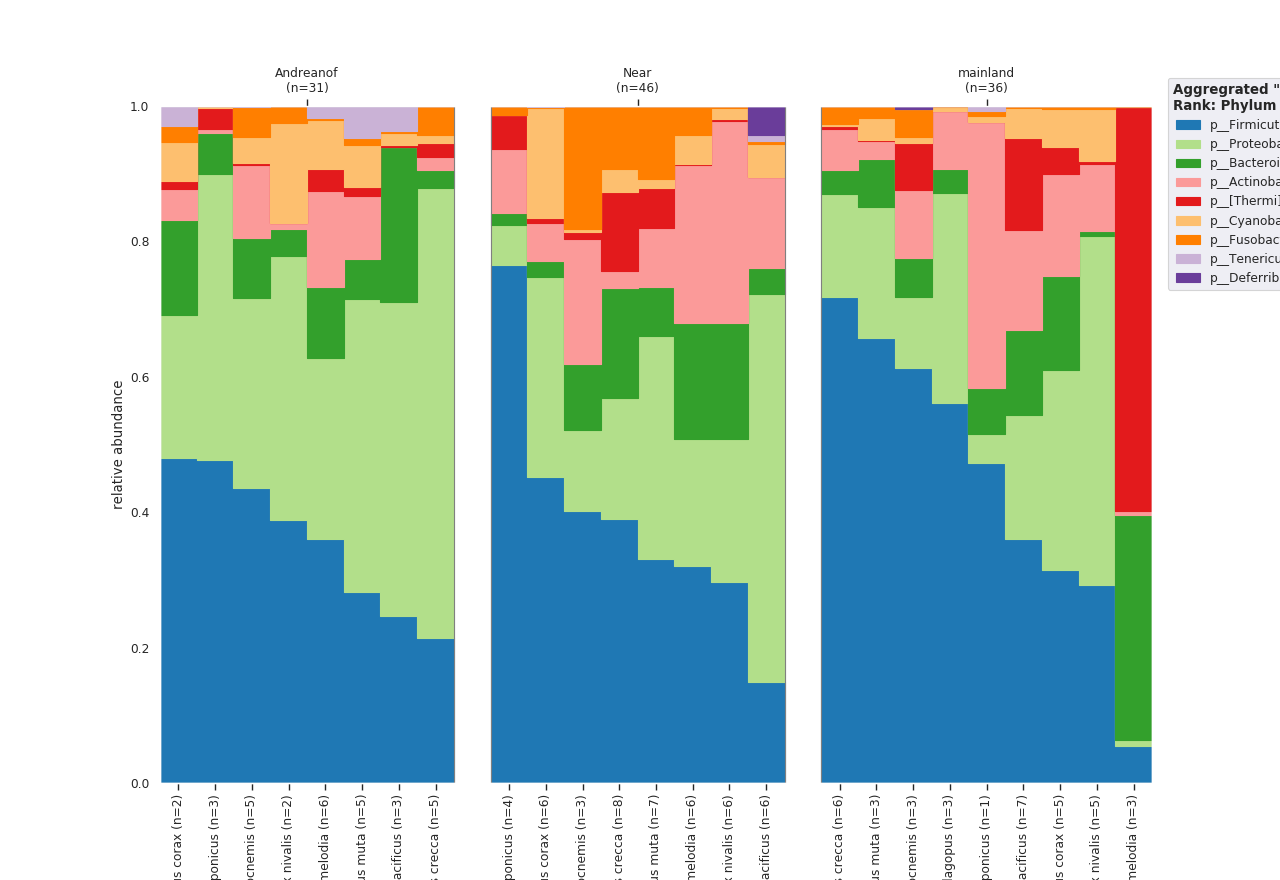 Andreanof
(n=31)
Near
(n=46)
mainland
(n=36)
Aggregrated "
Rank: Phylum
p__Firmicut
p__Proteoba
p__Bacteroi
p__Actinoba
p__[Thermi]
p__Cyanoba
p__Fusobac
p__Tenericu
p__Deferrib
relative abundance
1.0
0.8
0.6
0.4
0.2
0.0
us corax (n=2)
ponicus (n=3)
ocnemis (n=5)
x nivalis (n=2)
melodia (n=6)
us muta (n=5)
acificus (n=3)
s crecca (n=5)
ponicus (n=4)
us corax (n=6)
ocnemis (n=3)
s crecca (n=8)
us muta (n=7)
melodia (n=6)
x nivalis (n=6)
acificus (n=6)
s crecca (n=6)
us muta (n=3)
ocnemis (n=3)
lagopus (n=3)
ponicus (n=1)
acificus (n=7)
us corax (n=5)
x nivalis (n=5)
melodia (n=3)